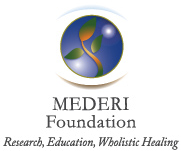 MEDERI
Foundation
Research, Education, Wholistic Healing